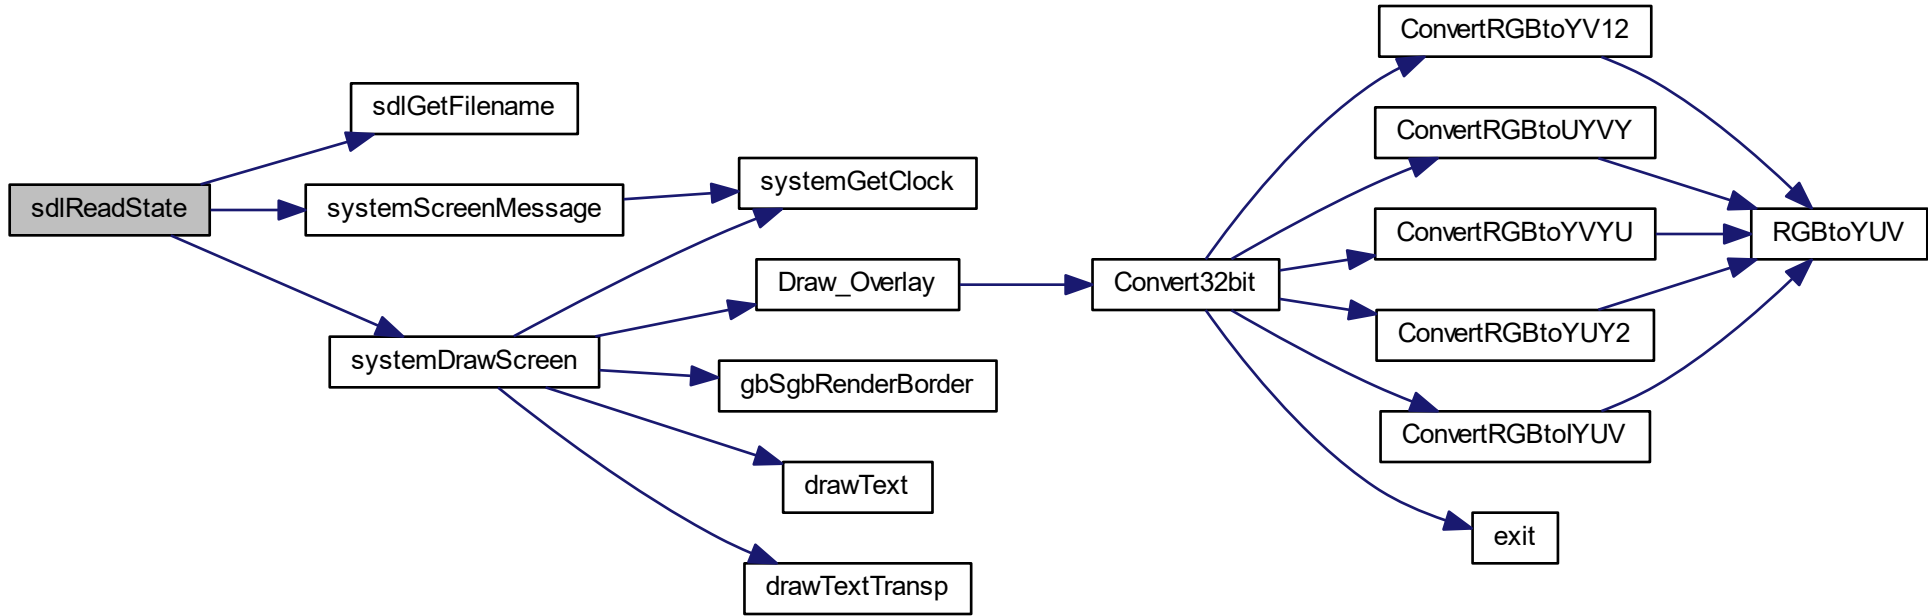 sdlReadState
sdlGetFilename
systemScreenMessage
systemDrawScreen
systemGetClock
Draw_Overlay
gbSgbRenderBorder
drawText
drawTextTransp
Convert32bit
ConvertRGBtoYV12
ConvertRGBtoUYVY
ConvertRGBtoYVYU
ConvertRGBtoYUY2
ConvertRGBtoIYUV
exit
RGBtoYUV